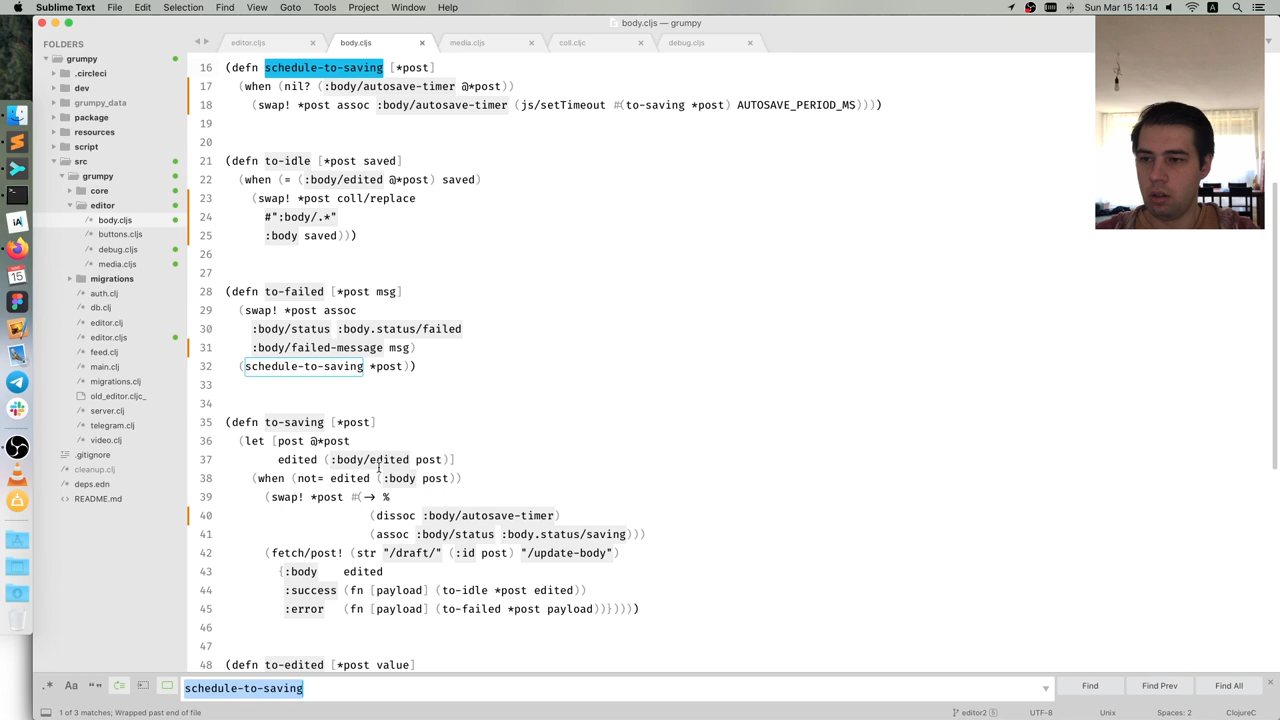 Sublime Text File Edit Selection Find View Goto Tools Project Window Help
Sun Mar 15 14:14
body.cljs — grumpy
editor.cljs × body.cljs × media.cljs × coll.cljc × debug.cljs ×
FOLDERS
grumpy
.circleci
dev
grumpy_data
package
resources
script
src
grumpy
core
editor
/* body.cljs
/* buttons.cljs
/* debug.cljs
/* media.cljs
migrations
/* auth.clj
/* db.clj
/* editor.clj
/* editor.cljs
/* feed.clj
/* main.clj
/* migrations.clj
old_editor.cljc_
/* server.clj
/* telegram.clj
/* video.clj
.gitignore
/* cleanup.clj
/* deps.edn
README.md
16 (defn schedule-to-saving [*post]
17 (when (nil? (:body/autosave-timer @*post))
18 (swap! *post assoc :body/autosave-timer (js/setTimeout #(to-saving *post) AUTOSAVE_PERIOD_MS))))
19
20
21 (defn to-idle [*post saved]
22 (when (= (:body/edited @*post) saved)
23 (swap! *post coll/replace
24 #":body/.*"
25 :body saved)))
26
27
28 (defn to-failed [*post msg]
29 (swap! *post assoc
30 :body/status :body.status/failed
31 :body/failed-message msg)
32 (schedule-to-saving *post))
33
34
35 (defn to-saving [*post]
36 (let [post @*post
37 edited (:body/edited post)]
38 (when (not= edited (:body post))
39 (swap! *post #(-> %
40 (dissoc :body/autosave-timer)
41 (assoc :body/status :body.status/saving)))
42 (fetch/post! (str "/draft/" (:id post) "/update-body")
43 {:body edited
44 :success (fn [payload] (to-idle *post edited))
45 :error (fn [payload] (to-failed *post payload))}))))
46
47
48 (defn to-edited [*post value]
.* Aa “” schedule-to-saving Find Find Prev Find All ×
1 of 3 matches; Wrapped past end of file
editor2 5 UTF-8 Unix Spaces: 2 ClojureC